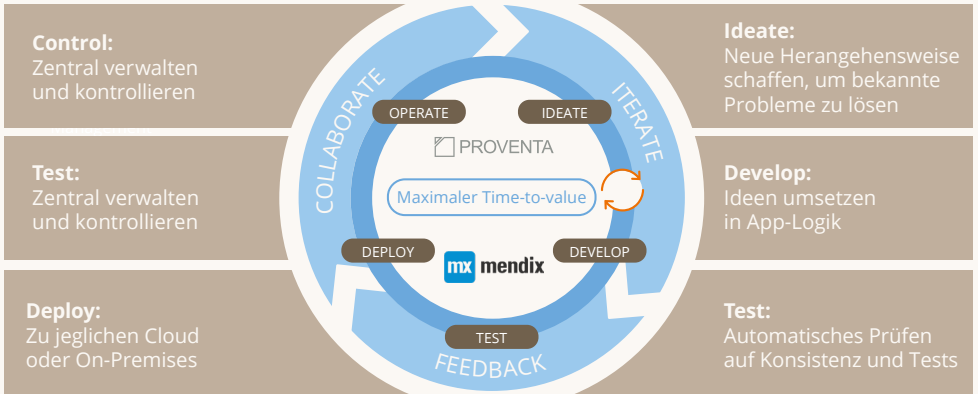 Control:
Zentral verwalten
und kontrollieren
Test:
Zentral verwalten
und kontrollieren
Deploy:
Zu jeglichen Cloud
oder On-Premises
COLLABORATE
ITERATE
FEEDBACK
OPERATE
IDEATE
PROVENTA
Maximaler Time-to-value
DEPLOY
DEVELOP
mx mendix
TEST
Ideate:
Neue Herangehensweise
schaffen, um bekannte
Probleme zu lösen
Develop:
Ideen umsetzen
in App-Logik
Test:
Automatisches Prüfen
auf Konsistenz und Tests